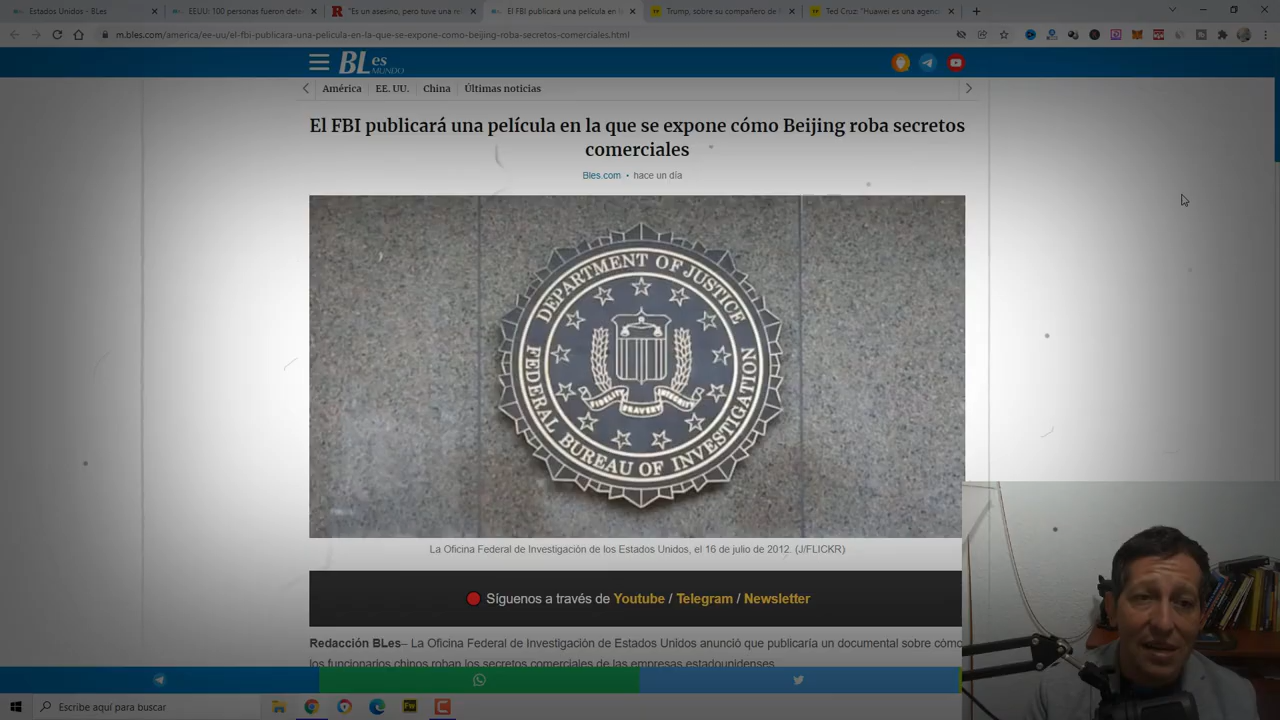 Estados Unidos - BLes
EEUU: 100 personas fueron dete
"Es un asesino, pero tuvo una n
El FBI publicará una película en l
Trump, sobre su compañero de f
Ted Cruz: "Huawei es una agenc
m.bles.com/america/ee-uu/el-fbi-publicara-una-pelicula-en-la-que-se-expone-como-beijing-roba-secretos-comerciales.html
BL es
MUNDO
América EE. UU. China Últimas noticias
El FBI publicará una película en la que se expone cómo Beijing roba secretos
comerciales
Bles.com • hace un día
DEPARTMENT OF JUSTICE
FIDELITY BRAVERY INTEGRITY
FEDERAL BUREAU OF INVESTIGATION
La Oficina Federal de Investigación de los Estados Unidos, el 16 de julio de 2012. (J/FLICKR)
Síguenos a través de Youtube / Telegram / Newsletter
Redacción BLes– La Oficina Federal de Investigación de Estados Unidos anunció que publicaría un documental sobre cómo
los funcionarios chinos roban los secretos comerciales de las empresas estadounidenses.
Escribe aquí para buscar
Fw